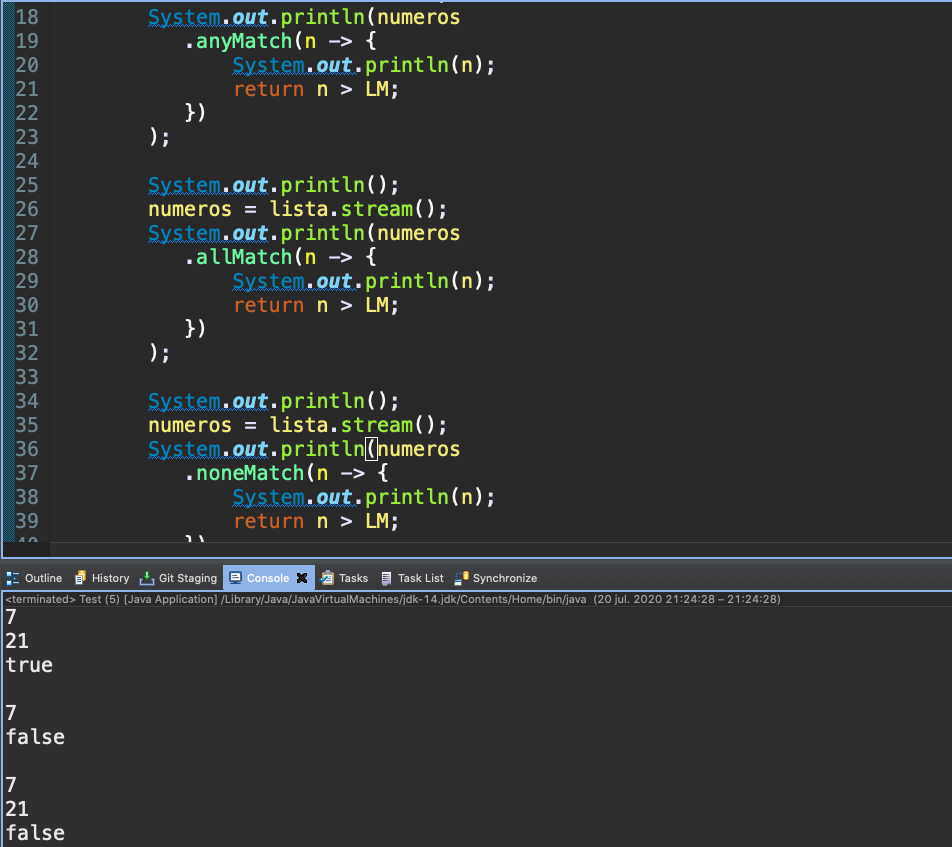 18 System.out.println(numeros
19 .anyMatch(n -> {
20 System.out.println(n);
21 return n > LM;
22 })
23 );
24
25 System.out.println();
26 numeros = lista.stream();
27 System.out.println(numeros
28 .allMatch(n -> {
29 System.out.println(n);
30 return n > LM;
31 })
32 );
33
34 System.out.println();
35 numeros = lista.stream();
36 System.out.println(numeros
37 .noneMatch(n -> {
38 System.out.println(n);
39 return n > LM;
40 })
Outline History Git Staging Console Tasks Task List Synchronize
<terminated> Test (5) [Java Application] /Library/Java/JavaVirtualMachines/jdk-14.jdk/Contents/Home/bin/java (20 jul. 2020 21:24:28 – 21:24:28)
7
21
true
7
false
7
21
false